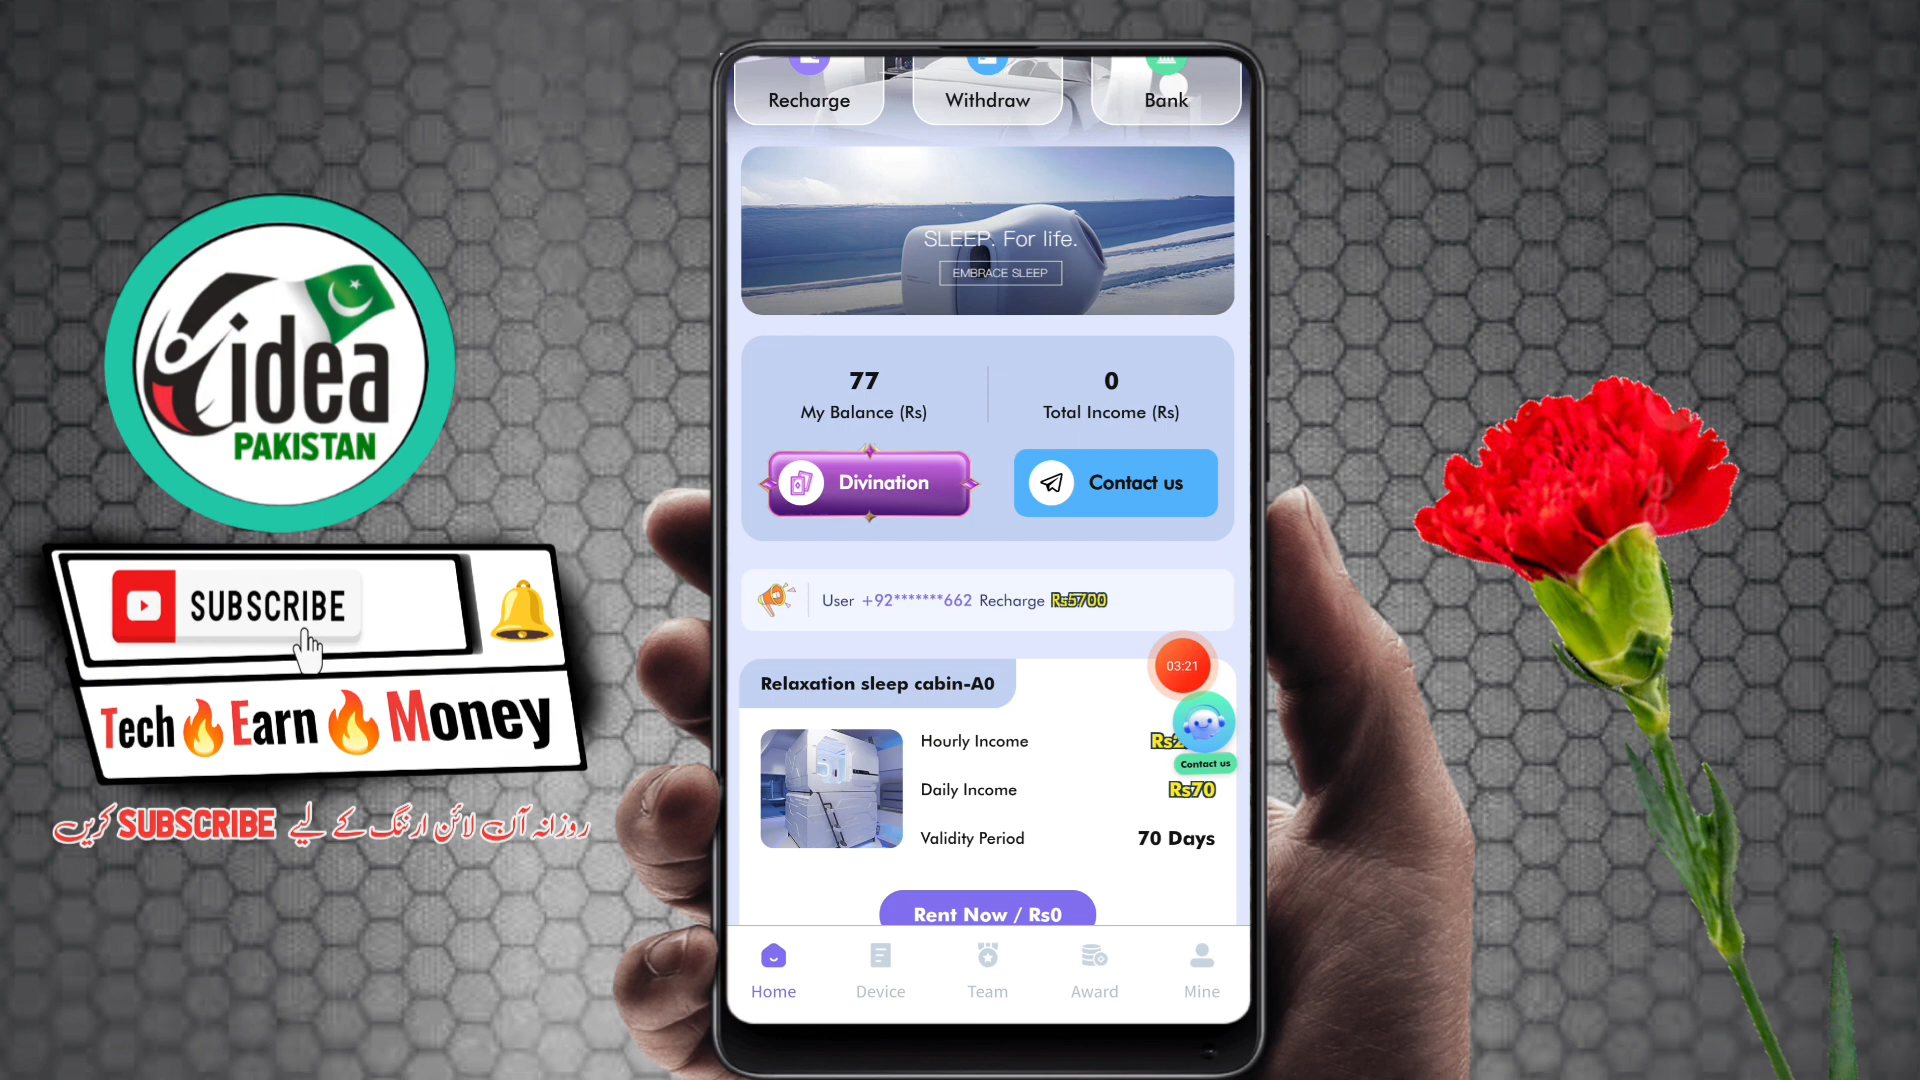 idea
PAKISTAN
SUBSCRIBE
Tech Earn Money
روزانہ آن لائن ارننگ کے لیے SUBSCRIBE کریں
Recharge
Withdraw
Bank
SLEEP. For life.
EMBRACE SLEEP
77
0
My Balance (Rs)
Total Income (Rs)
Divination
Contact us
User +92*******662 Recharge Rs5700
03:21
Relaxation sleep cabin-A0
Hourly Income
Contact us
Daily Income Rs70
Validity Period 70 Days
Rent Now / Rs0
Home
Device
Team
Award
Mine